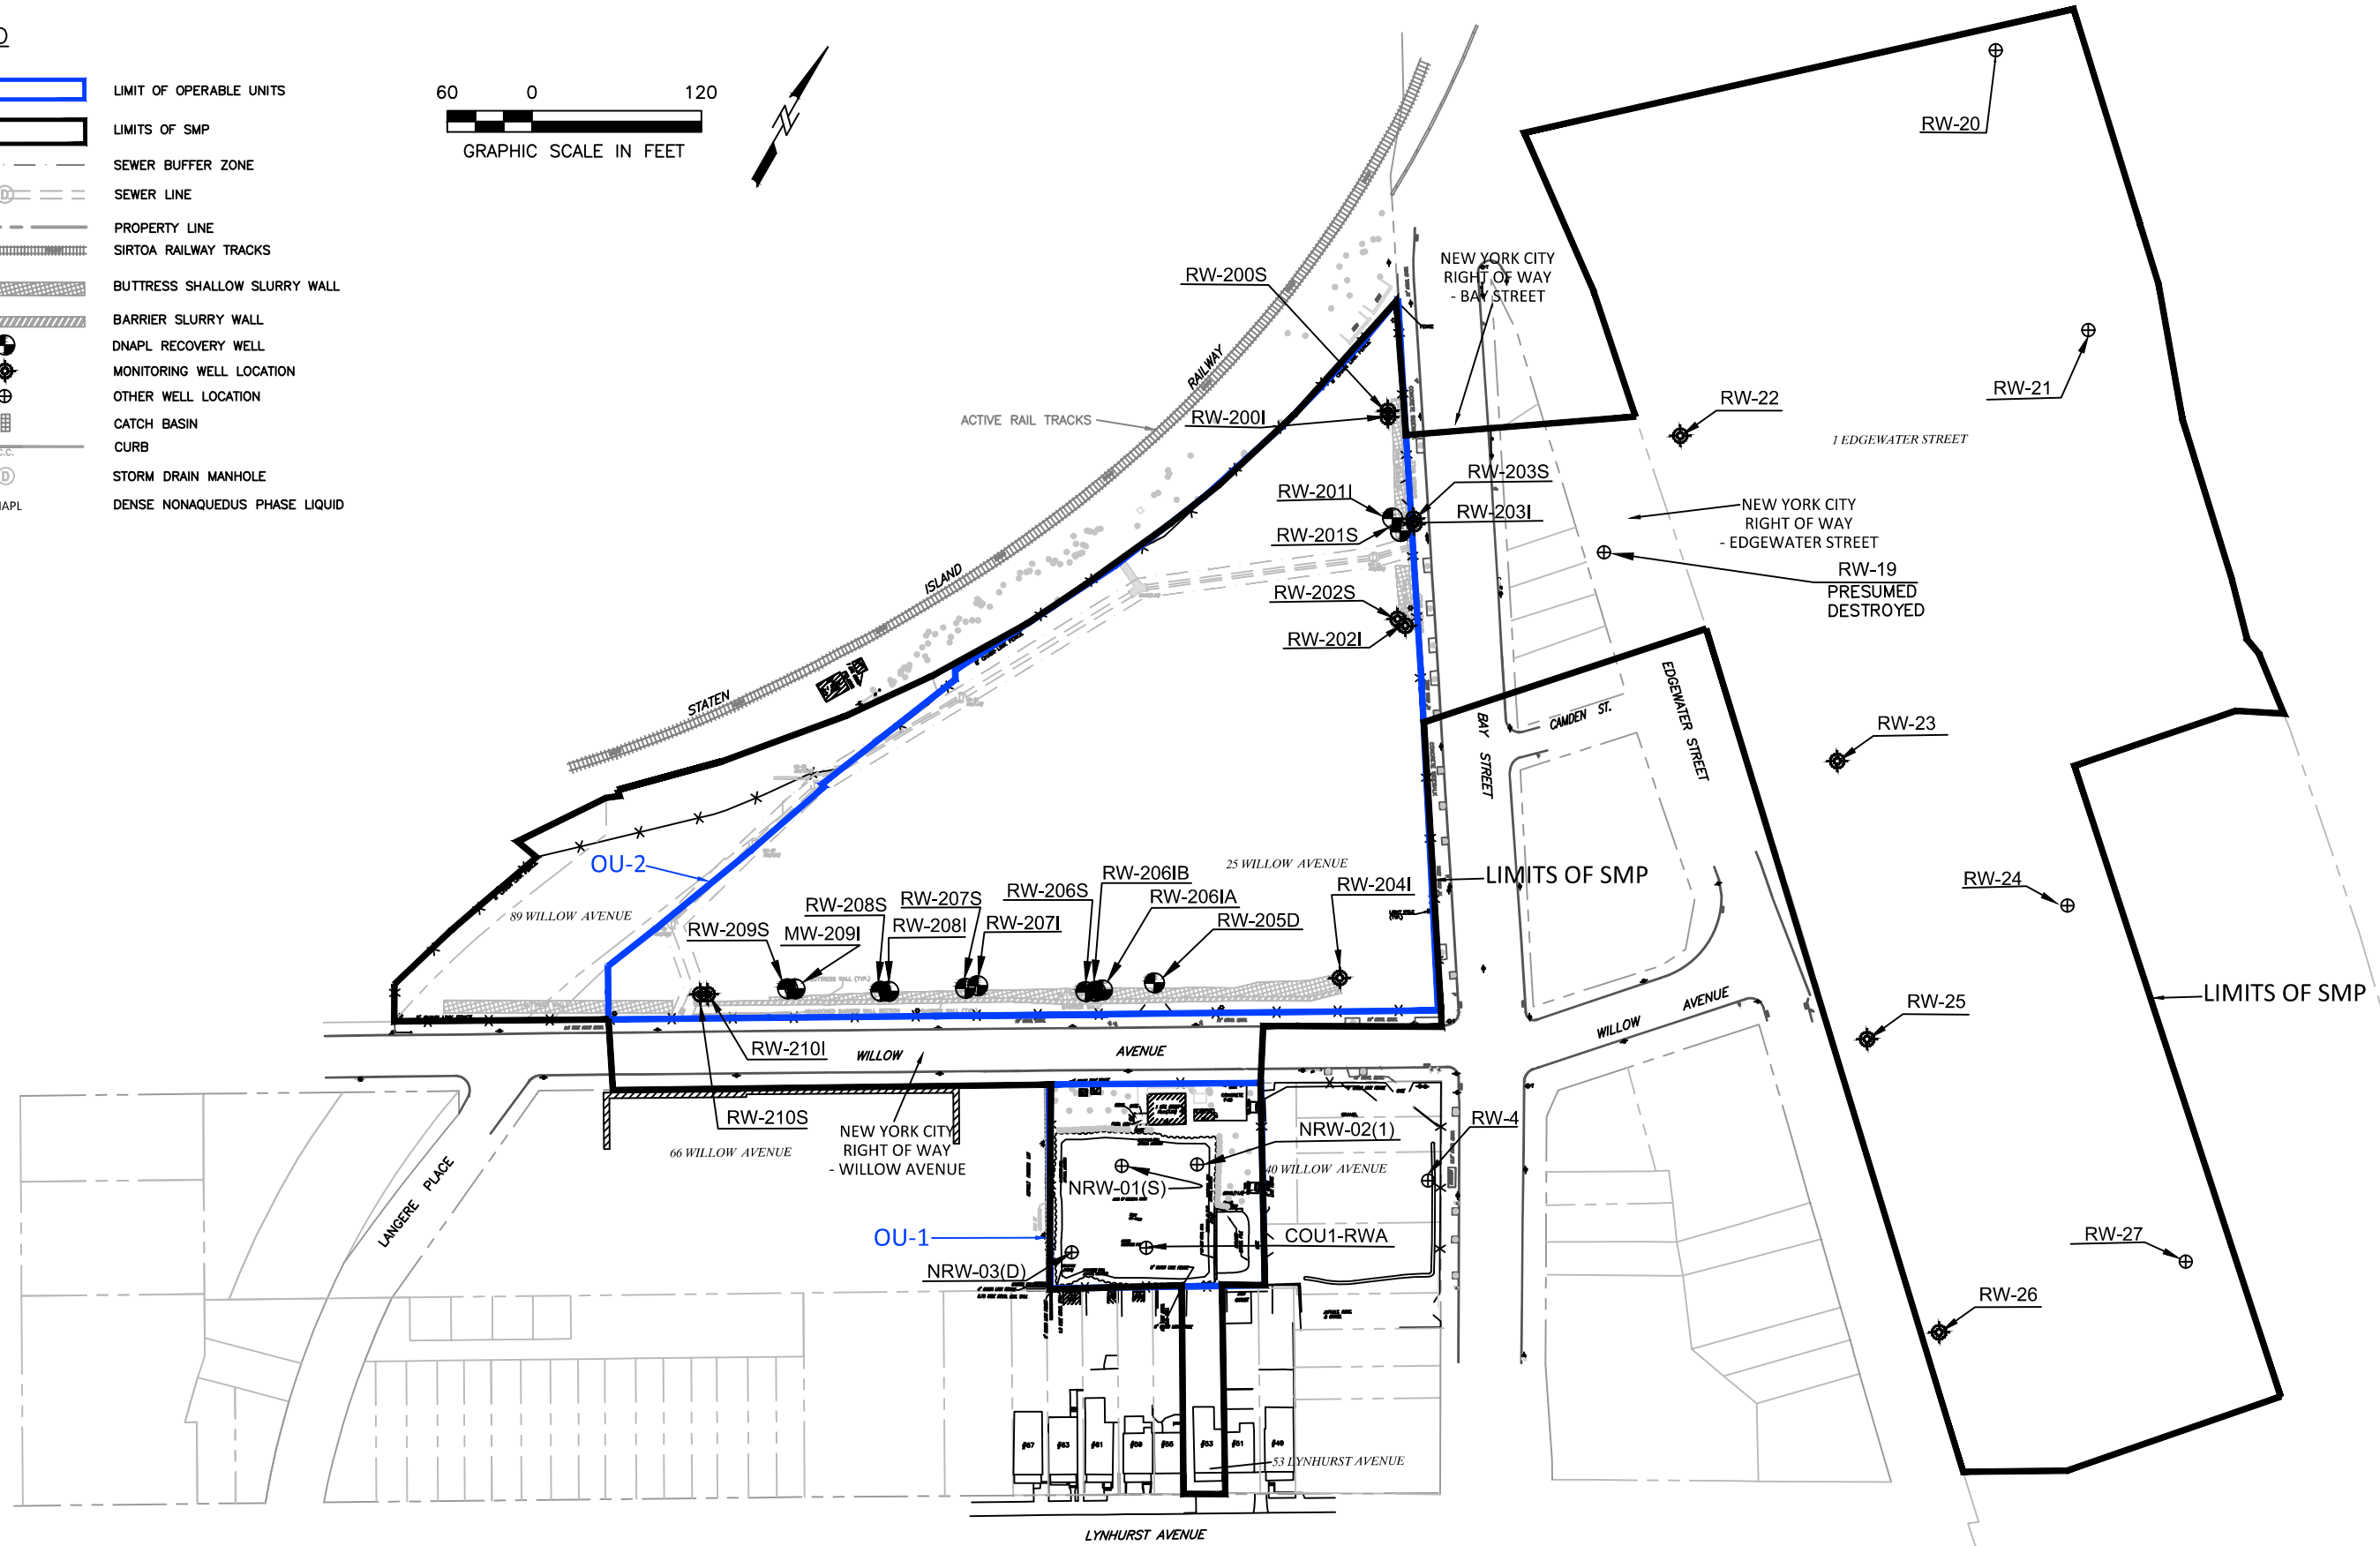 LIMIT OF OPERABLE UNITS
LIMITS OF SMP
SEWER BUFFER ZONE
SEWER LINE
PROPERTY LINE
SIRTOA RAILWAY TRACKS
BUTTRESS SHALLOW SLURRY WALL
BARRIER SLURRY WALL
DNAPL RECOVERY WELL
MONITORING WELL LOCATION
OTHER WELL LOCATION
CATCH BASIN
CURB
STORM DRAIN MANHOLE
DENSE NONAQUEDUS PHASE LIQUID
60 0 120
GRAPHIC SCALE IN FEET
RW-20
RW-21
RW-22
1 EDGEWATER STREET
NEW YORK CITY
RIGHT OF WAY
- BAY STREET
RW-200S
RW-200I
RAILWAY
ACTIVE RAIL TRACKS
RW-203S
RW-201I
RW-203I
RW-201S
NEW YORK CITY
RIGHT OF WAY
- EDGEWATER STREET
RW-19
PRESUMED
DESTROYED
ISLAND
RW-202S
RW-202I
STATEN
EDGEWATER STREET
CAMDEN ST.
BAY STREET
RW-23
OU-2
25 WILLOW AVENUE
LIMITS OF SMP
RW-24
89 WILLOW AVENUE
RW-209S
MW-209I
RW-208S
RW-208I
RW-207S
RW-207I
RW-206S
RW-206IB
RW-206IA
RW-205D
RW-204I
LIMITS OF SMP
RW-25
WILLOW AVENUE
RW-210I
WILLOW AVENUE
RW-210S
NEW YORK CITY
RIGHT OF WAY
- WILLOW AVENUE
66 WILLOW AVENUE
NRW-02(1)
RW-4
40 WILLOW AVENUE
NRW-01(S)
LANGERE PLACE
OU-1
COU1-RWA
NRW-03(D)
RW-27
RW-26
#67 #63 #61 #59 #55 #53 #51 #49
53 LYNHURST AVENUE
LYNHURST AVENUE